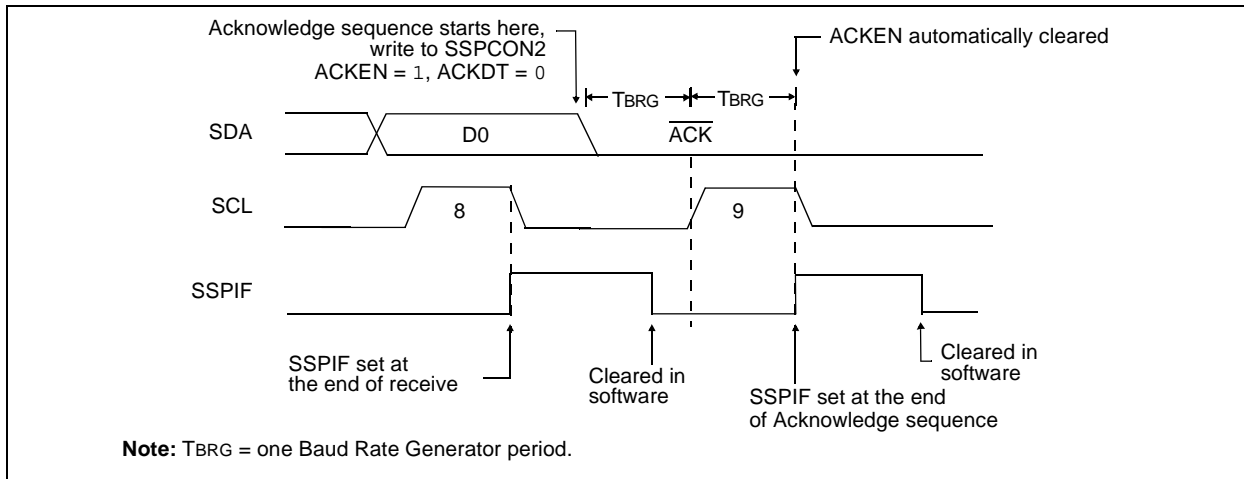 Acknowledge sequence starts here,
write to SSPCON2
ACKEN = 1, ACKDT = 0
ACKEN automatically cleared
TBRG
TBRG
SDA
D0
ACK
SCL
8
9
SSPIF
SSPIF set at
the end of receive
Cleared in
software
SSPIF set at the end
of Acknowledge sequence
Cleared in
software
Note: TBRG = one Baud Rate Generator period.